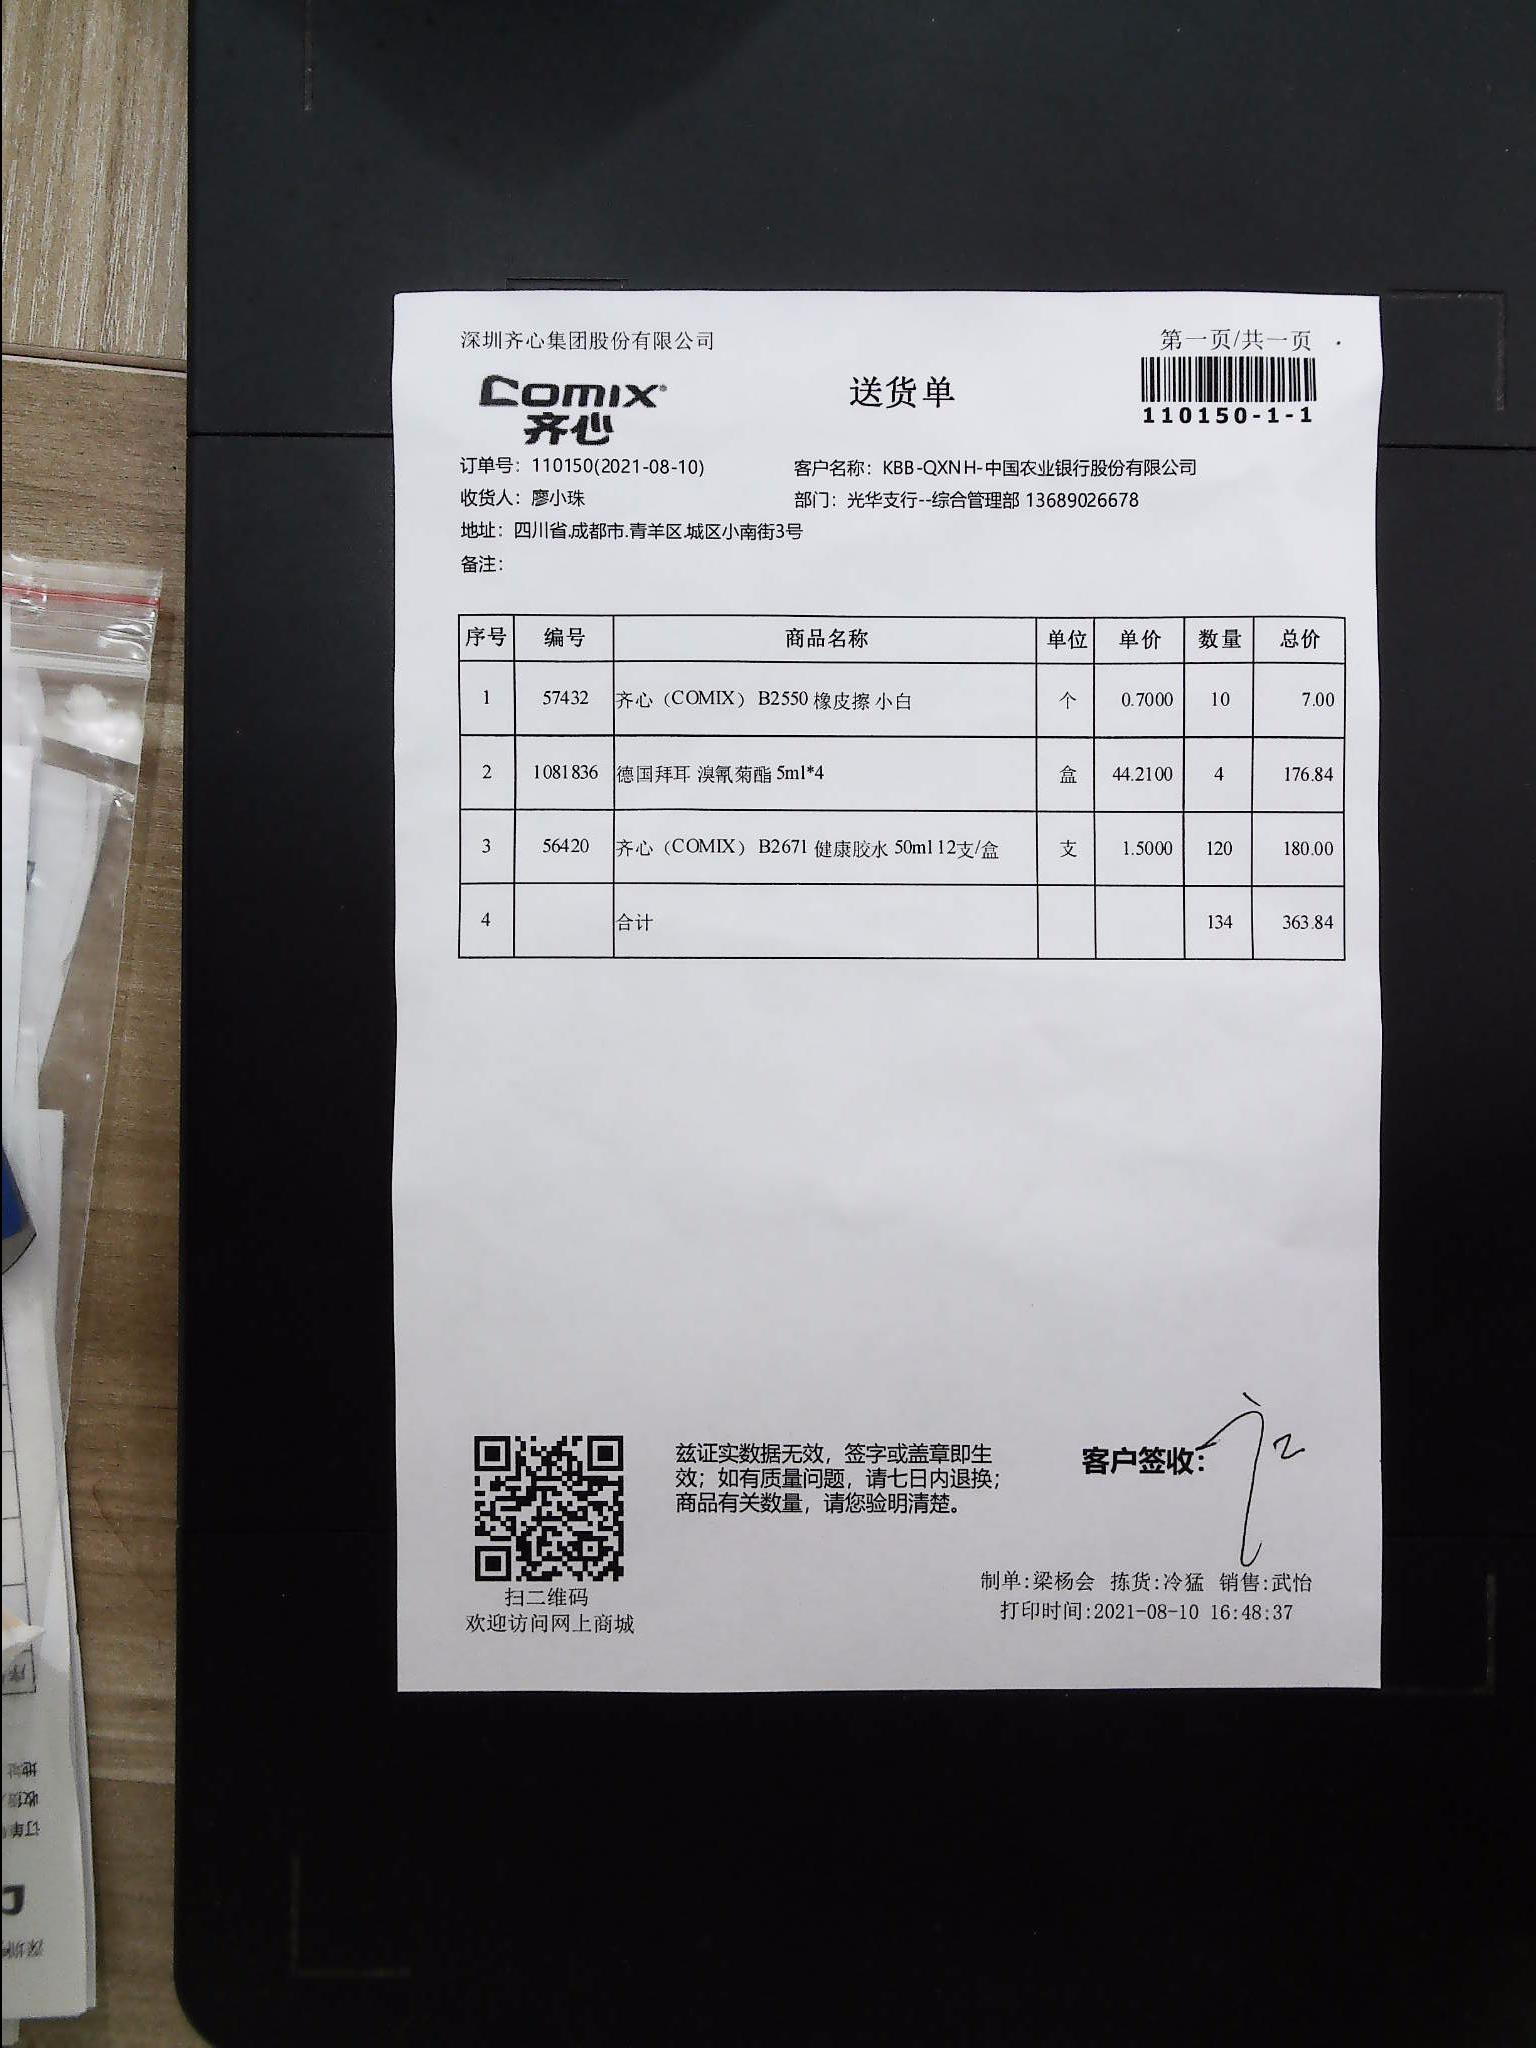 深圳齐心集团股份有限公司
第一页/共一页
Comix®
齐心
送货单
110150-1-1
订单号：110150(2021-08-10)
客户名称：KBB-QXNH-中国农业银行股份有限公司
收货人：廖小珠
部门：光华支行--综合管理部 13689026678
地址：四川省.成都市.青羊区.城区小南街3号
备注：
序号 编号 商品名称 单位 单价 数量 总价
1 57432 齐心（COMIX） B2550 橡皮擦 小白 个 0.7000 10 7.00
2 1081836 德国拜耳 溴氰菊酯 5ml*4 盒 44.2100 4 176.84
3 56420 齐心（COMIX） B2671 健康胶水 50ml 12支/盒 支 1.5000 120 180.00
4 合计 134 363.84
兹证实数据无效，签字或盖章即生
效；如有质量问题，请七日内退换；
商品有关数量，请您验明清楚。
客户签收：
扫二维码
欢迎访问网上商城
制单:梁杨会 拣货:冷猛 销售:武怡
打印时间:2021-08-10 16:48:37